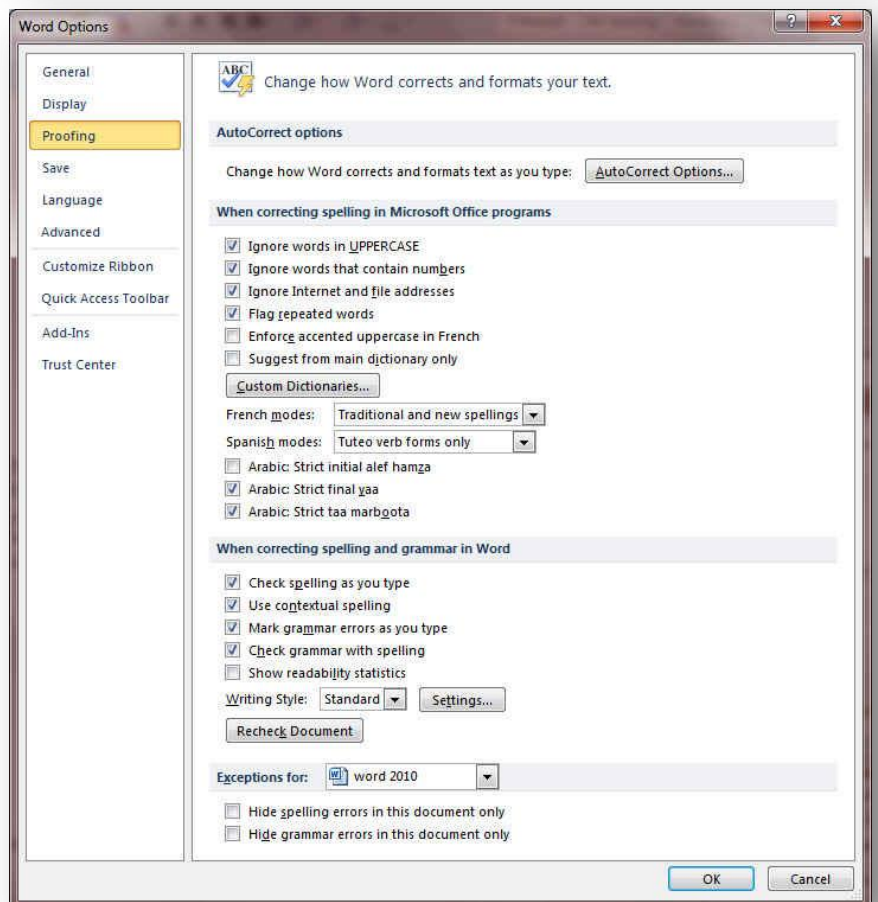 Word Options
General
Display
Proofing
Save
Language
Advanced
Customize Ribbon
Quick Access Toolbar
Add-Ins
Trust Center
ABC
Change how Word corrects and formats your text.
AutoCorrect options
Change how Word corrects and formats text as you type: AutoCorrect Options...
When correcting spelling in Microsoft Office programs
Ignore words in UPPERCASE
Ignore words that contain numbers
Ignore Internet and file addresses
Flag repeated words
Enforce accented uppercase in French
Suggest from main dictionary only
Custom Dictionaries...
French modes: Traditional and new spellings
Spanish modes: Tuteo verb forms only
Arabic: Strict initial alef hamza
Arabic: Strict final yaa
Arabic: Strict taa marboota
When correcting spelling and grammar in Word
Check spelling as you type
Use contextual spelling
Mark grammar errors as you type
Check grammar with spelling
Show readability statistics
Writing Style: Standard Settings...
Recheck Document
Exceptions for: word 2010
Hide spelling errors in this document only
Hide grammar errors in this document only
OK Cancel